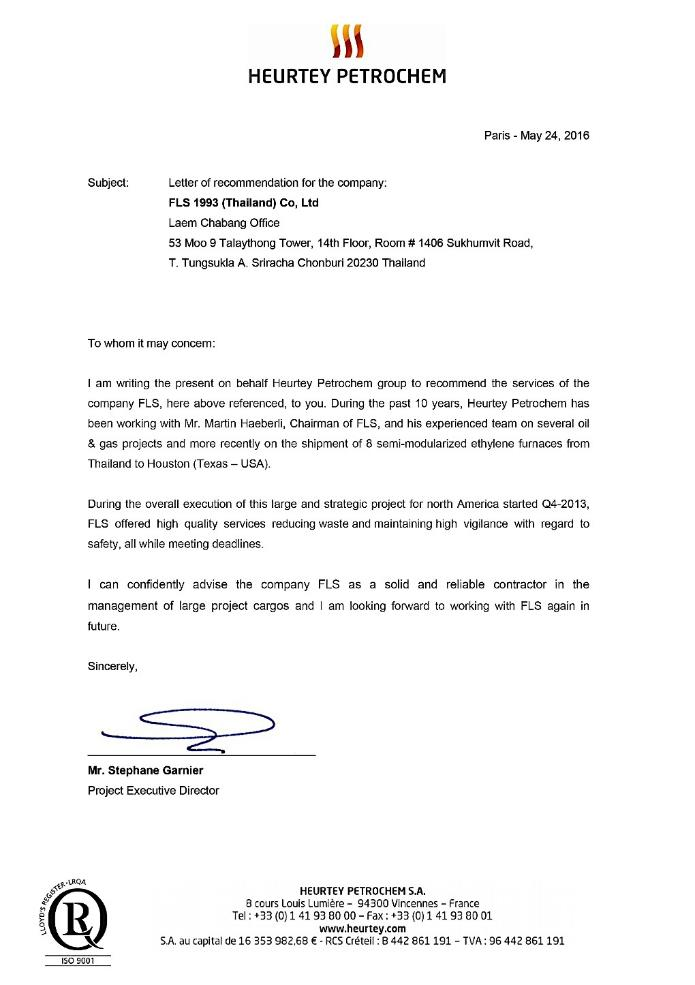 HEURTEY PETROCHEM
Paris - May 24, 2016
Subject: Letter of recommendation for the company:
FLS 1993 (Thailand) Co, Ltd
Laem Chabang Office
53 Moo 9 Talaythong Tower, 14th Floor, Room # 1406 Sukhumvit Road,
T. Tungsukla A. Sriracha Chonburi 20230 Thailand
To whom it may concern:
I am writing the present on behalf Heurtey Petrochem group to recommend the services of the
company FLS, here above referenced, to you. During the past 10 years, Heurtey Petrochem has
been working with Mr. Martin Haeberli, Chairman of FLS, and his experienced team on several oil
& gas projects and more recently on the shipment of 8 semi-modularized ethylene furnaces from
Thailand to Houston (Texas – USA).
During the overall execution of this large and strategic project for north America started Q4-2013,
FLS offered high quality services reducing waste and maintaining high vigilance with regard to
safety, all while meeting deadlines.
I can confidently advise the company FLS as a solid and reliable contractor in the
management of large project cargos and I am looking forward to working with FLS again in
future.
Sincerely,
Mr. Stephane Garnier
Project Executive Director
LLOYD'S REGISTER • LRQA
R
ISO 9001
HEURTEY PETROCHEM S.A.
8 cours Louis Lumière – 94300 Vincennes – France
Tel : +33 (0) 1 41 93 80 00 – Fax : +33 (0) 1 41 93 80 01
www.heurtey.com
S.A. au capital de 16 353 982,68 € - RCS Créteil : B 442 861 191 – TVA : 96 442 861 191